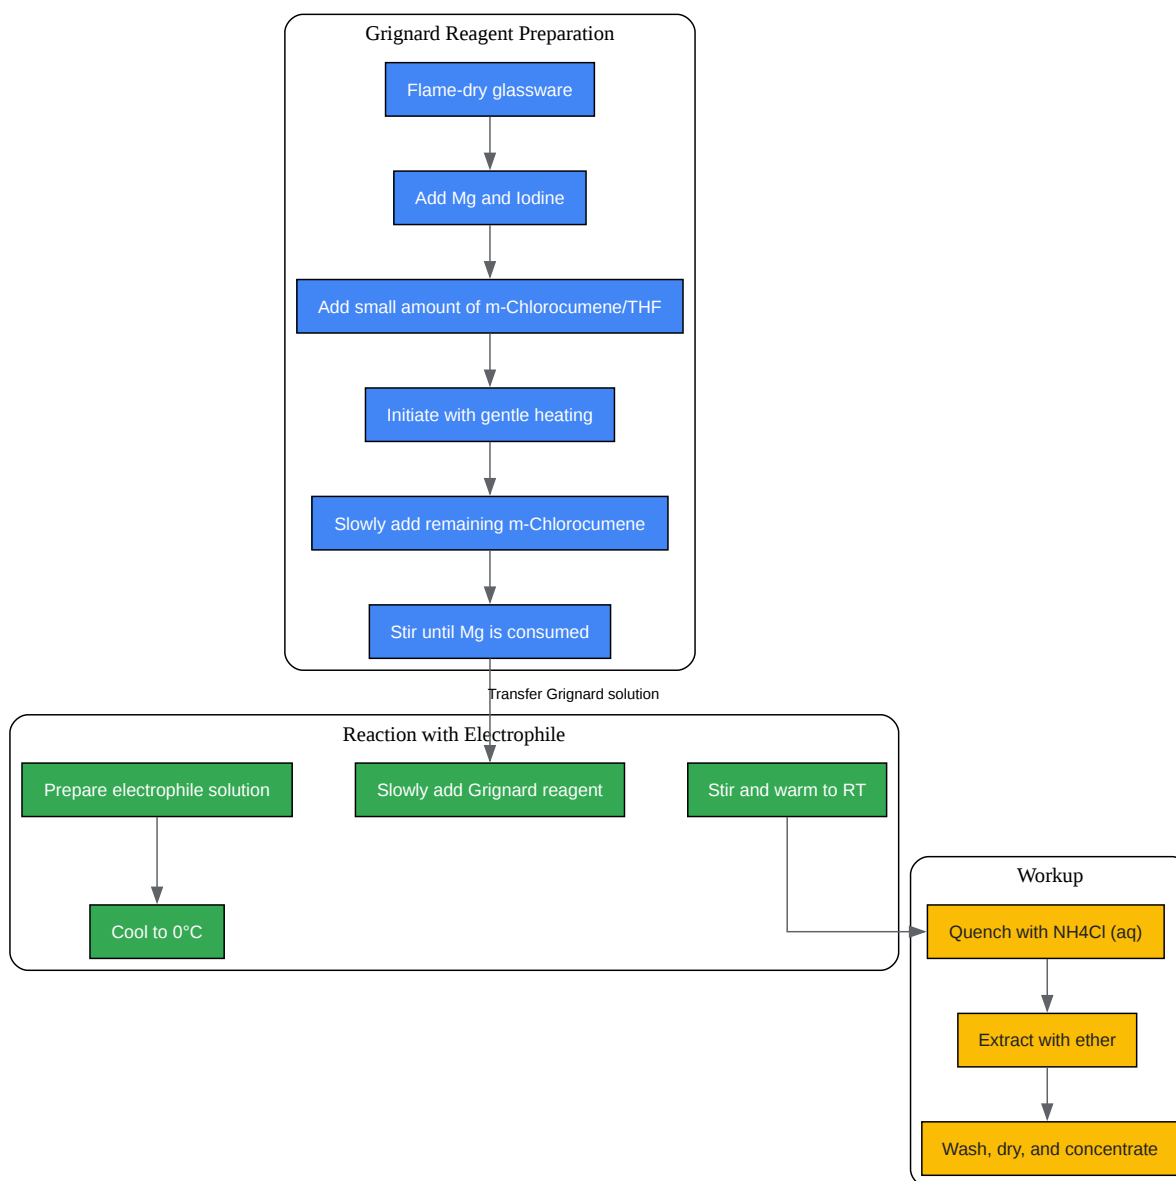 Grignard Reagent Preparation
Flame-dry glassware
Add Mg and Iodine
Add small amount of m-Chlorocumene/THF
Initiate with gentle heating
Slowly add remaining m-Chlorocumene
Stir until Mg is consumed
Transfer Grignard solution
Reaction with Electrophile
Prepare electrophile solution
Slowly add Grignard reagent
Stir and warm to RT
Cool to 0°C
Workup
Quench with NH4Cl (aq)
Extract with ether
Wash, dry, and concentrate